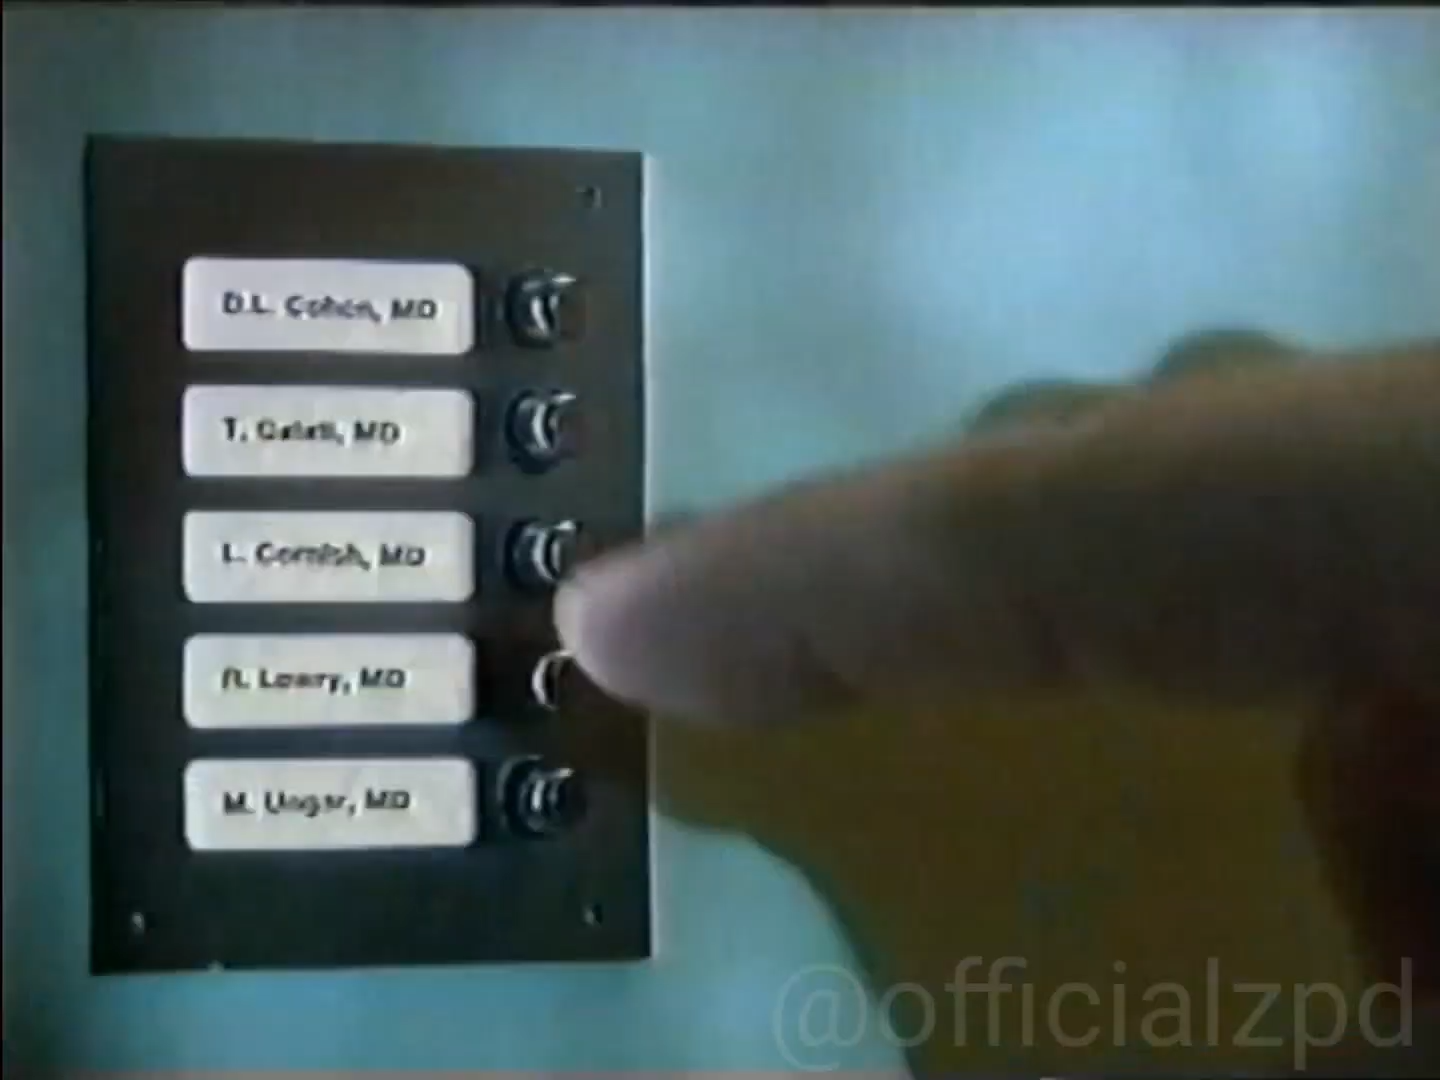 D.L. Cohen, MD
T. Galati, MD
L. Cornish, MD
R. Lowry, MD
M. Ungar, MD
@officialzpd